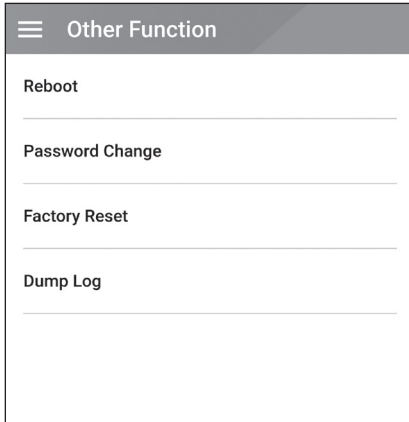 Other Function
Reboot
Password Change
Factory Reset
Dump Log